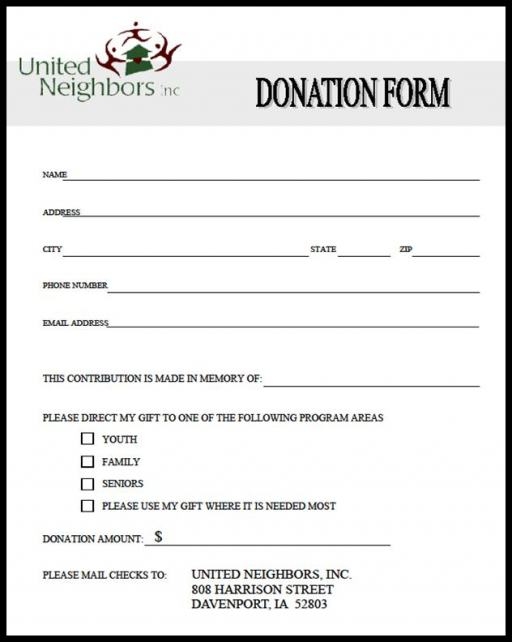 United
Neighbors Inc
DONATION FORM
NAME
ADDRESS
CITY STATE ZIP
PHONE NUMBER
EMAIL ADDRESS
THIS CONTRIBUTION IS MADE IN MEMORY OF:
PLEASE DIRECT MY GIFT TO ONE OF THE FOLLOWING PROGRAM AREAS
YOUTH
FAMILY
SENIORS
PLEASE USE MY GIFT WHERE IT IS NEEDED MOST
DONATION AMOUNT: $
PLEASE MAIL CHECKS TO: UNITED NEIGHBORS, INC.
808 HARRISON STREET
DAVENPORT, IA 52803